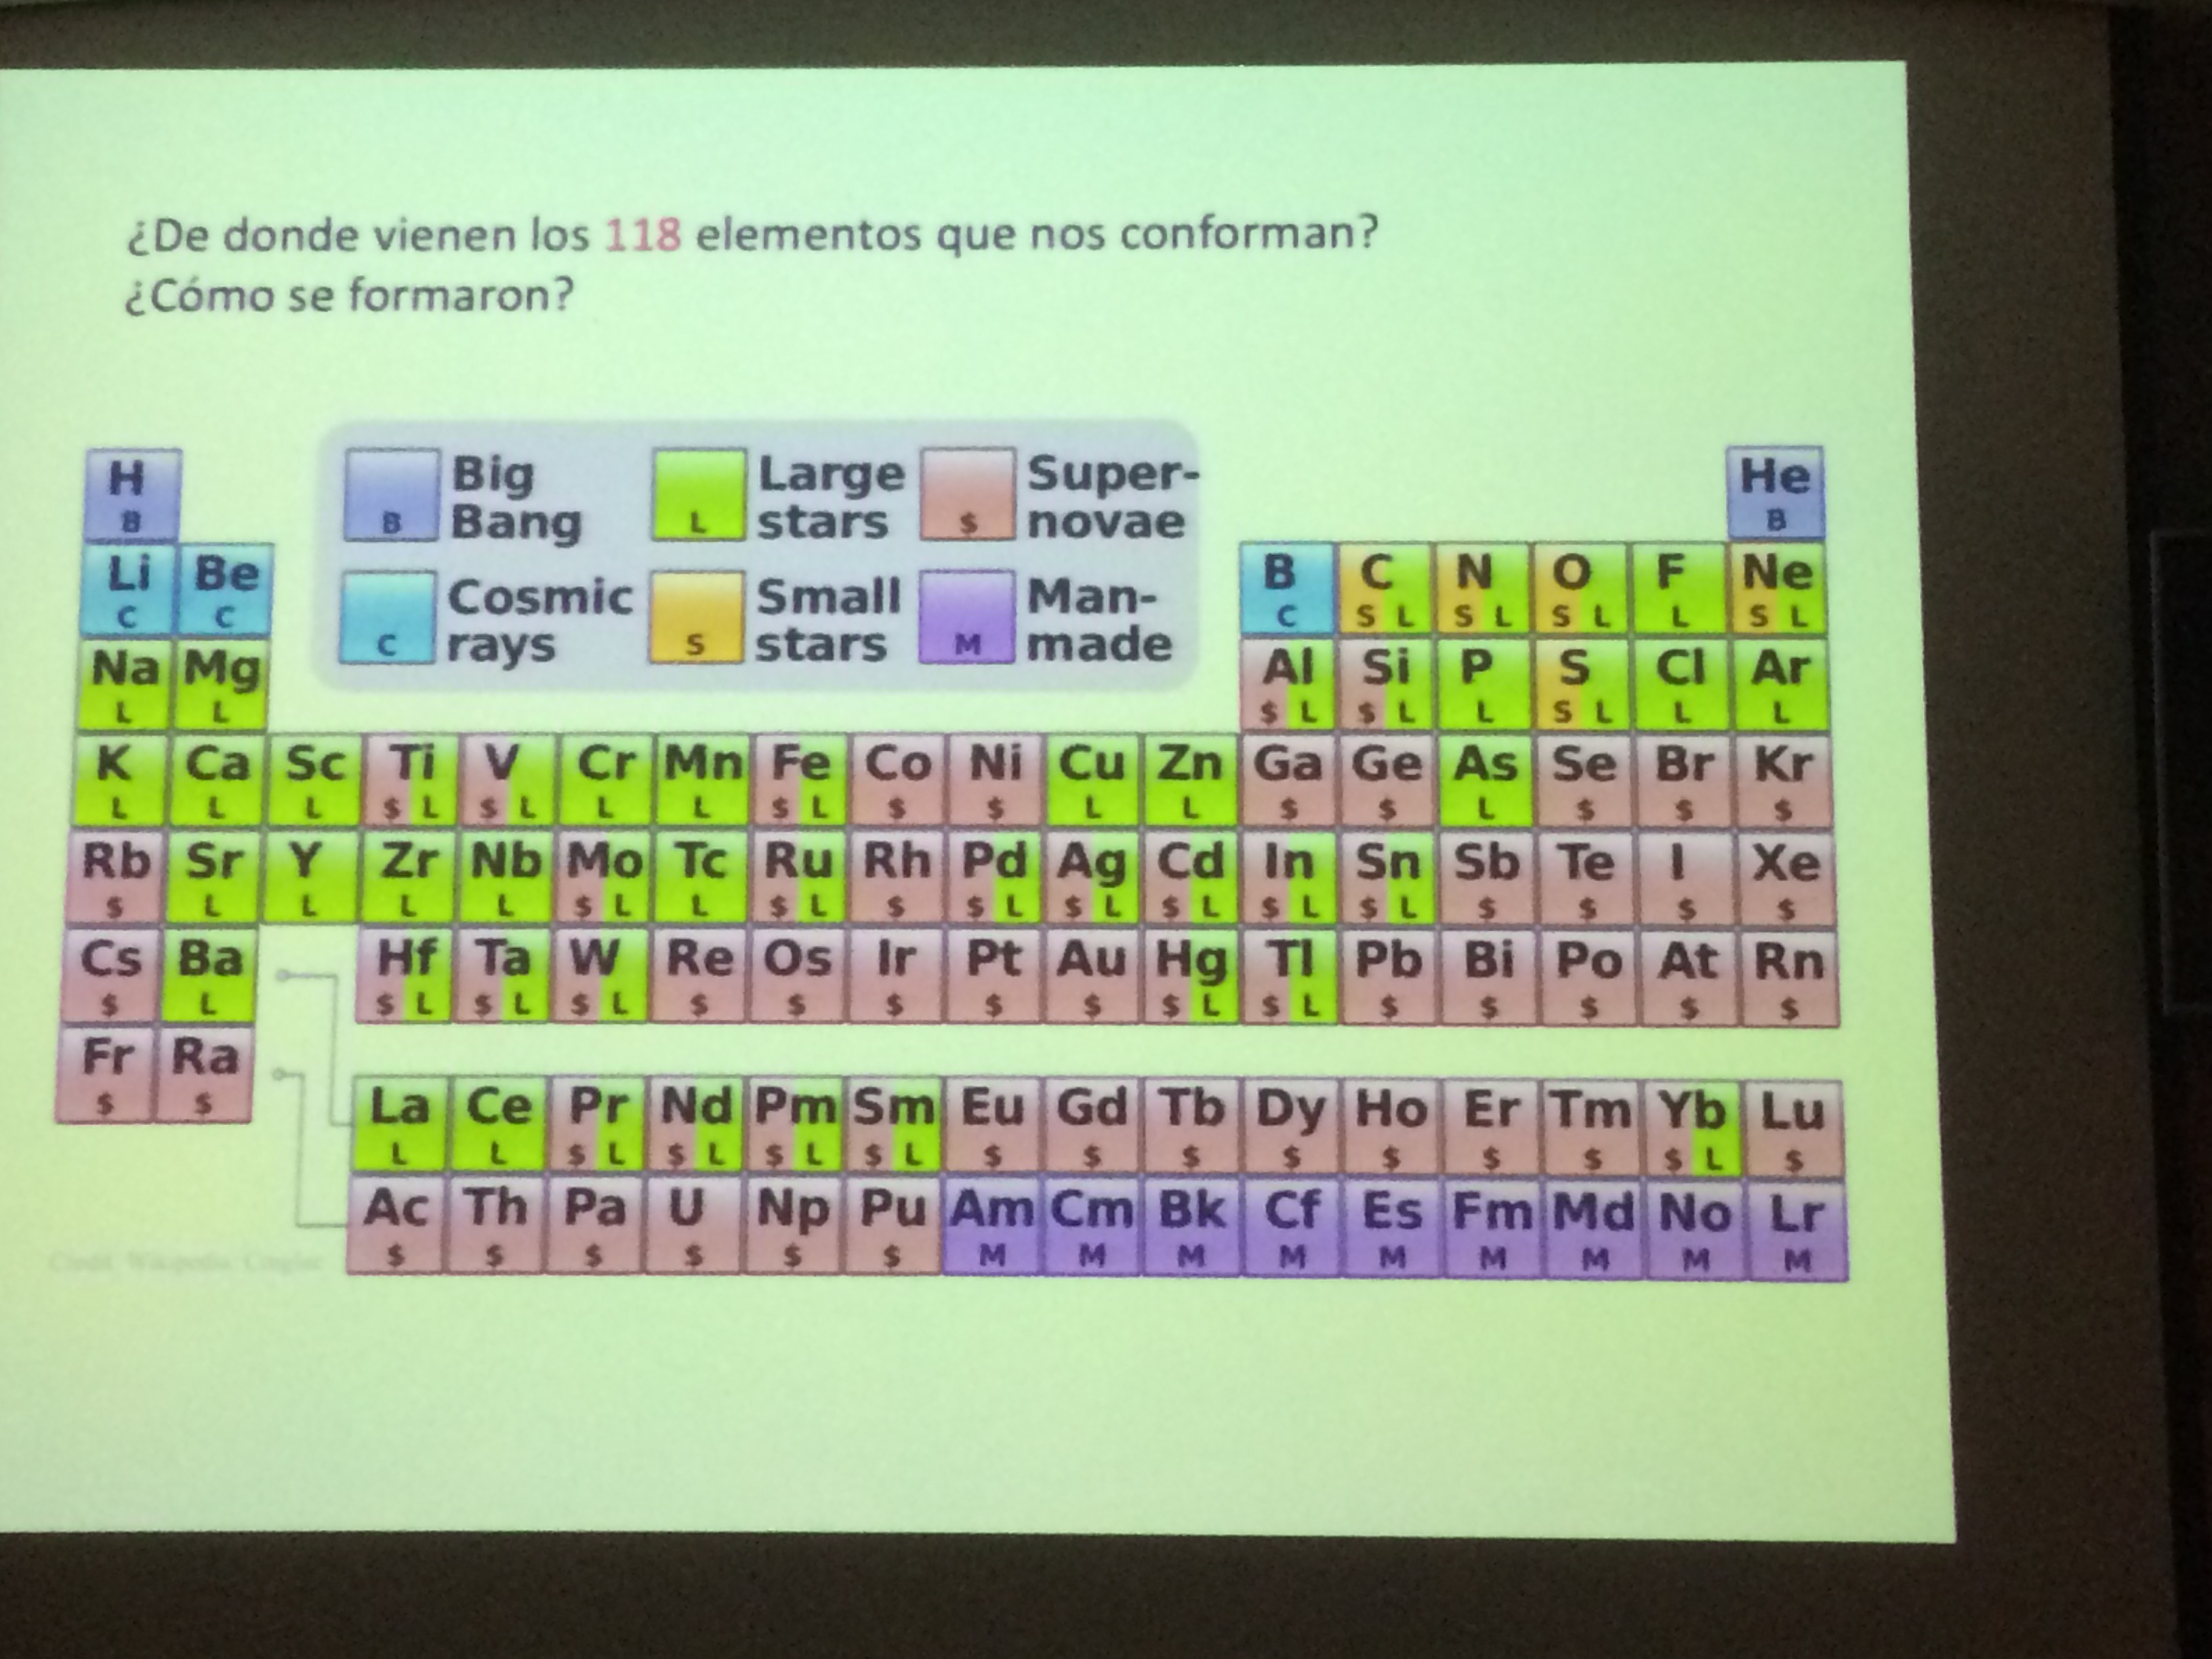 ¿De donde vienen los 118 elementos que nos conforman?
¿Cómo se formaron?
Big Bang
B
Large stars
L
Super-novae
$
Cosmic rays
C
Small stars
S
Man-made
M
H He
B B
Li Be B C N O F Ne
C C C S L S L S L L S L
Na Mg Al Si P S Cl Ar
L L $ L $ L L S L L L
K Ca Sc Ti V Cr Mn Fe Co Ni Cu Zn Ga Ge As Se Br Kr
L L L $ L $ L L L $ L $ $ L L $ $ L $ $ $
Rb Sr Y Zr Nb Mo Tc Ru Rh Pd Ag Cd In Sn Sb Te I Xe
$ L L L L $ L L $ L $ $ L $ L $ L $ L $ L $ $ $ $
Cs Ba Hf Ta W Re Os Ir Pt Au Hg Tl Pb Bi Po At Rn
$ L $ L $ L $ L $ $ $ $ $ $ L $ L $ $ $ $ $
Fr Ra
$ $
La Ce Pr Nd Pm Sm Eu Gd Tb Dy Ho Er Tm Yb Lu
L L $ L $ L $ L $ L $ $ $ $ $ $ $ $ L $
Ac Th Pa U Np Pu Am Cm Bk Cf Es Fm Md No Lr
$ $ $ $ $ $ M M M M M M M M M